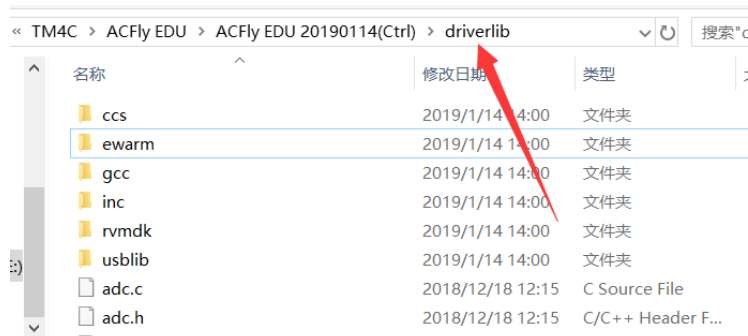 « TM4C > ACFly EDU > ACFly EDU 20190114(Ctrl) > driverlib 搜索"d
名称 修改日期 类型
ccs 2019/1/14 14:00 文件夹
ewarm 2019/1/14 14:00 文件夹
gcc 2019/1/14 14:00 文件夹
inc 2019/1/14 14:00 文件夹
rvmdk 2019/1/14 14:00 文件夹
usblib 2019/1/14 14:00 文件夹
:) adc.c 2018/12/18 12:15 C Source File
adc.h 2018/12/18 12:15 C/C++ Header F...